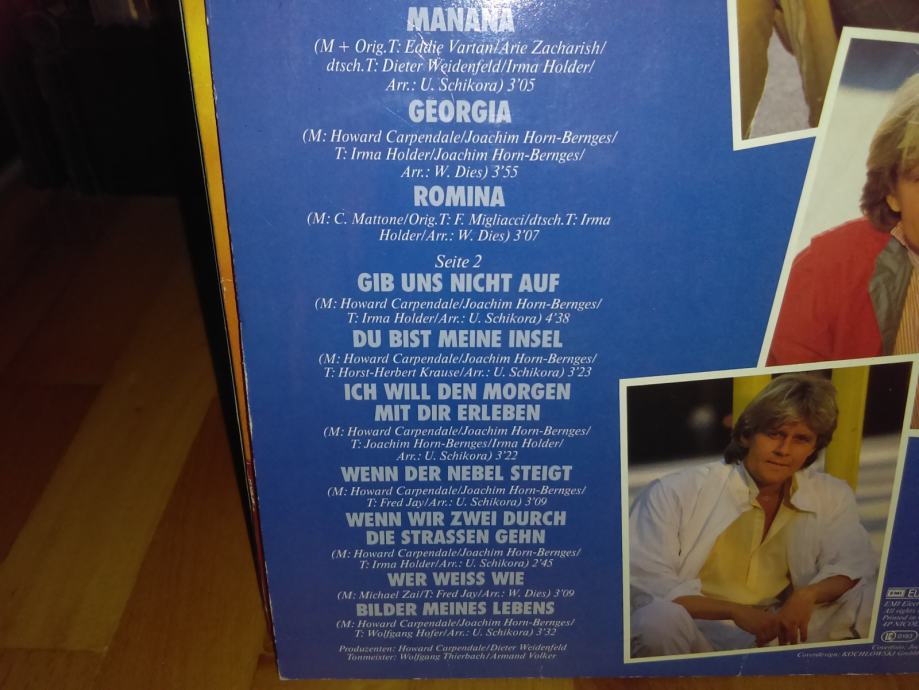 MANANA
(M + Orig.T: Eddie Vartan/Arie Zacharish/
dtsch.T: Dieter Weidenfeld/Irma Holder/
Arr.: U. Schikora) 3'05
GEORGIA
(M: Howard Carpendale/Joachim Horn-Bernges/
T: Irma Holder/Joachim Horn-Bernges/
Arr.: W. Dies) 3'55
ROMINA
(M: C. Mattone/Orig.T: F. Migliacci/dtsch.T: Irma
Holder/Arr.: W. Dies) 3'07
Seite 2
GIB UNS NICHT AUF
(M: Howard Carpendale/Joachim Horn-Bernges/
T: Irma Holder/Arr.: U. Schikora) 4'38
DU BIST MEINE INSEL
(M: Howard Carpendale/Joachim Horn-Bernges/
T: Horst-Herbert Krause/Arr.: U. Schikora) 3'23
ICH WILL DEN MORGEN
MIT DIR ERLEBEN
(M: Howard Carpendale/Joachim Horn-Bernges/
T: Joachim Horn-Bernges/Irma Holder/
Arr.: U. Schikora) 3'22
WENN DER NEBEL STEIGT
(M: Howard Carpendale/Joachim Horn-Bernges/
T: Fred Jay/Arr.: U. Schikora) 3'09
WENN WIR ZWEI DURCH
DIE STRASSEN GEHN
(M: Howard Carpendale/Joachim Horn-Bernges/
T: Irma Holder/Arr.: U. Schikora) 2'45
WER WEISS WIE
(M: Michael Zai/T: Fred Jay/Arr.: W. Dies) 3'09
BILDER MEINES LEBENS
(M: Howard Carpendale/Joachim Horn-Bernges/
T: Wolfgang Hofer/Arr.: U. Schikora) 3'32
Produzenten: Howard Carpendale/Dieter Weidenfeld
Tonmeister: Wolfgang Thierbach/Armand Volker
EMI
All rights
Printed in
Coverdesign: KOCHLOWSKI